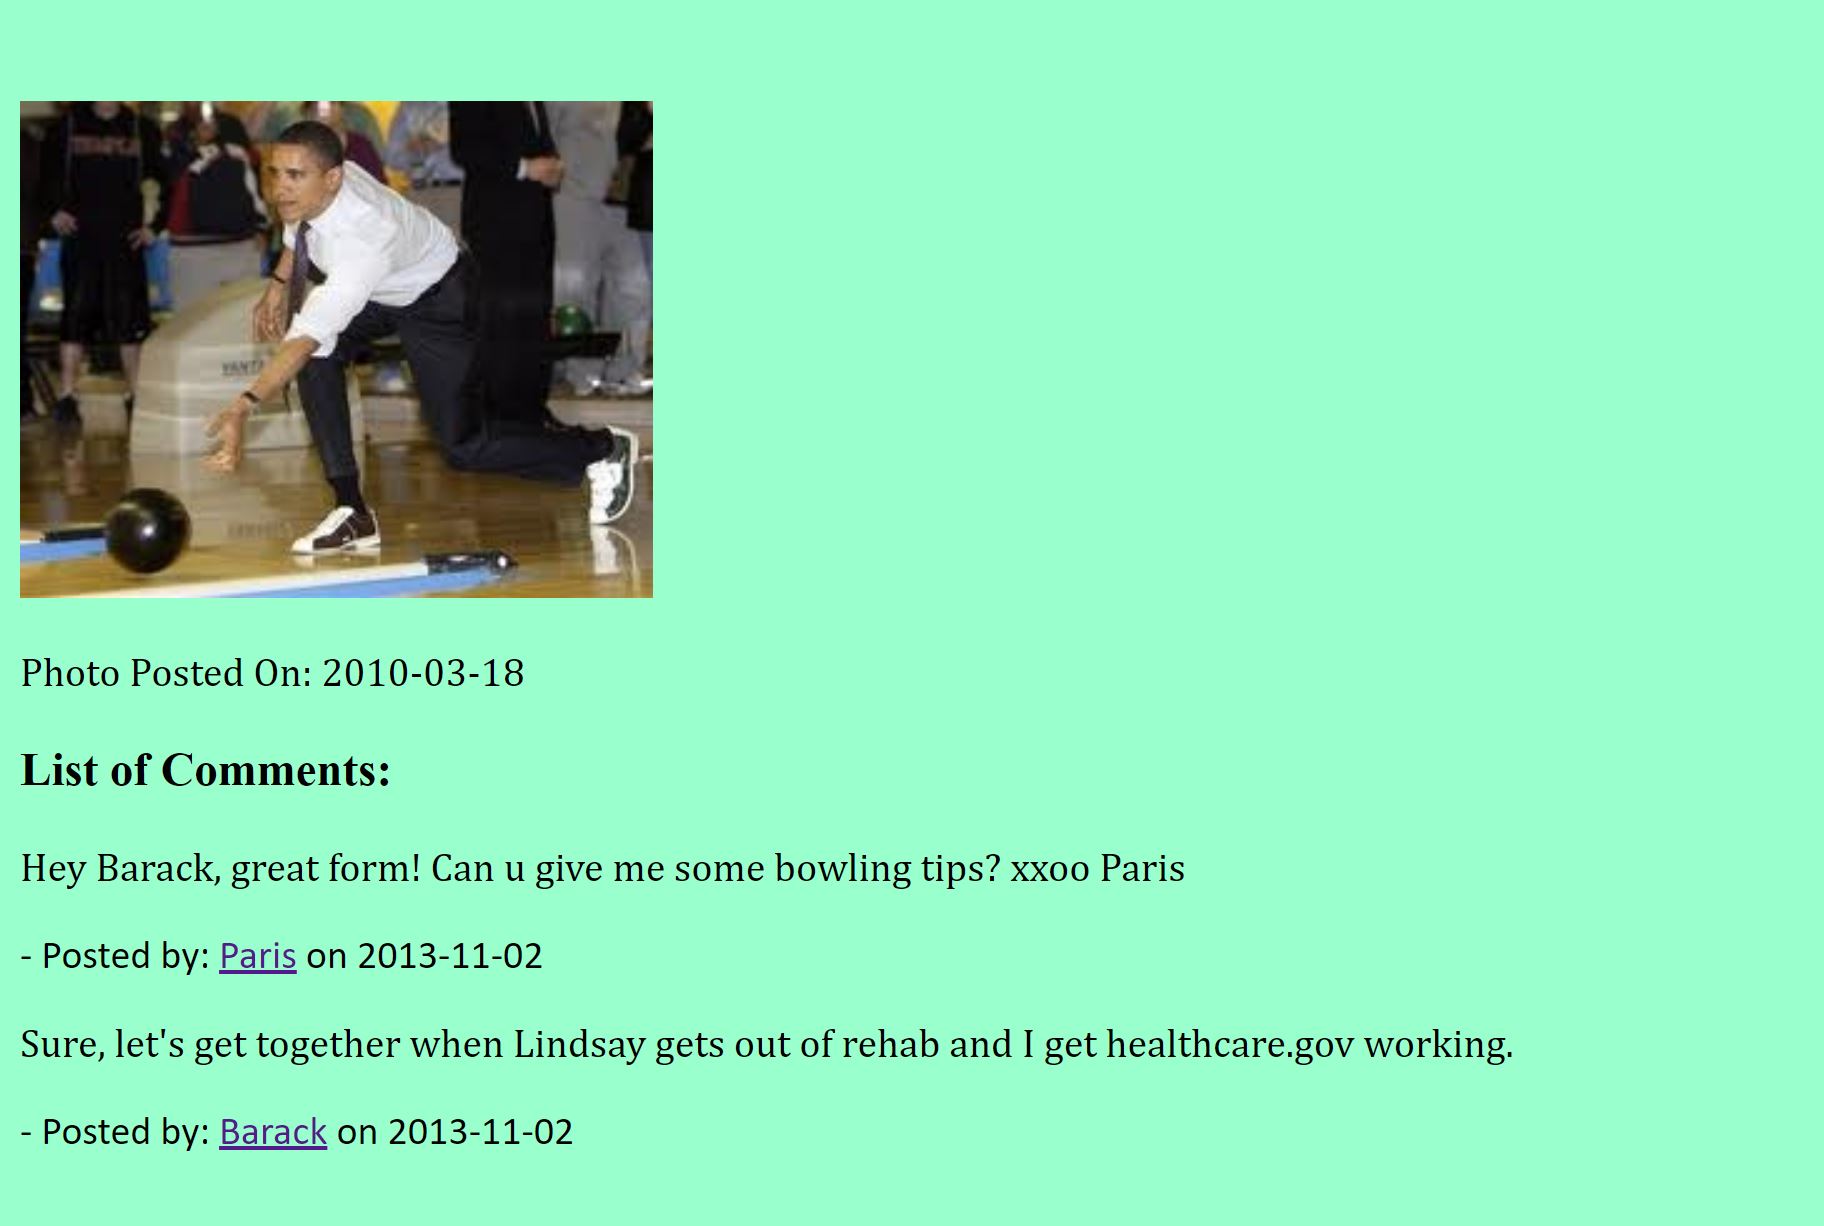 Photo Posted On: 2010-03-18
List of Comments:
Hey Barack, great form! Can u give me some bowling tips? xxoo Paris
- Posted by: Paris on 2013-11-02
Sure, let's get together when Lindsay gets out of rehab and I get healthcare.gov working.
- Posted by: Barack on 2013-11-02